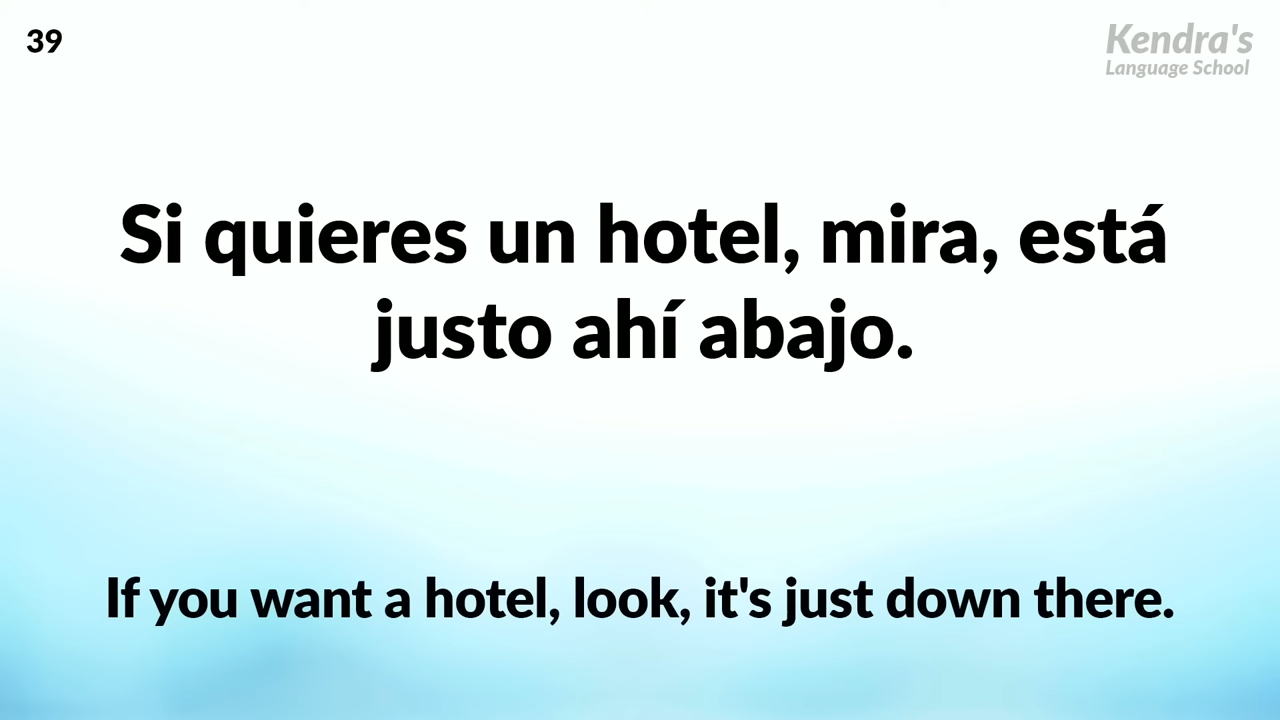 39
Kendra's
Language School
Si quieres un hotel, mira, está
justo ahí abajo.
If you want a hotel, look, it's just down there.